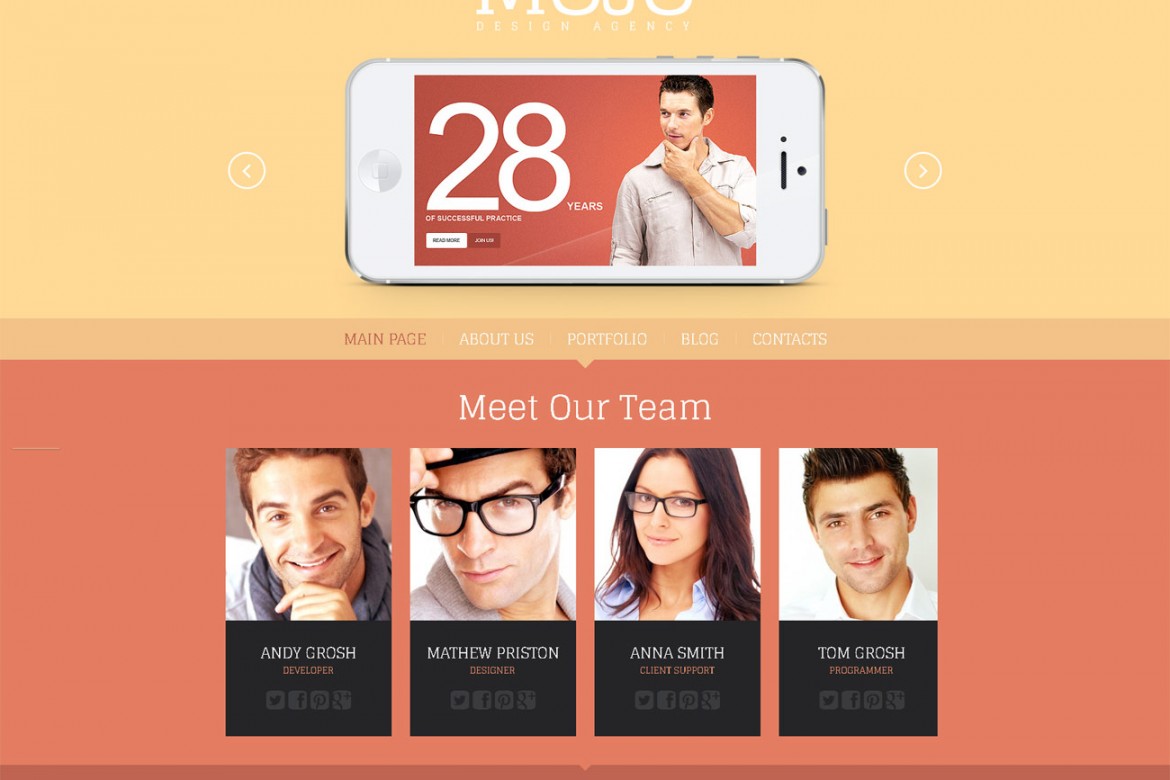 MOJO
DESIGN AGENCY
28
YEARS
OF SUCCESSFUL PRACTICE
READ MORE JOIN US!
MAIN PAGE ABOUT US PORTFOLIO BLOG CONTACTS
Meet Our Team
ANDY GROSH MATHEW PRISTON ANNA SMITH TOM GROSH
DEVELOPER DESIGNER CLIENT SUPPORT PROGRAMMER